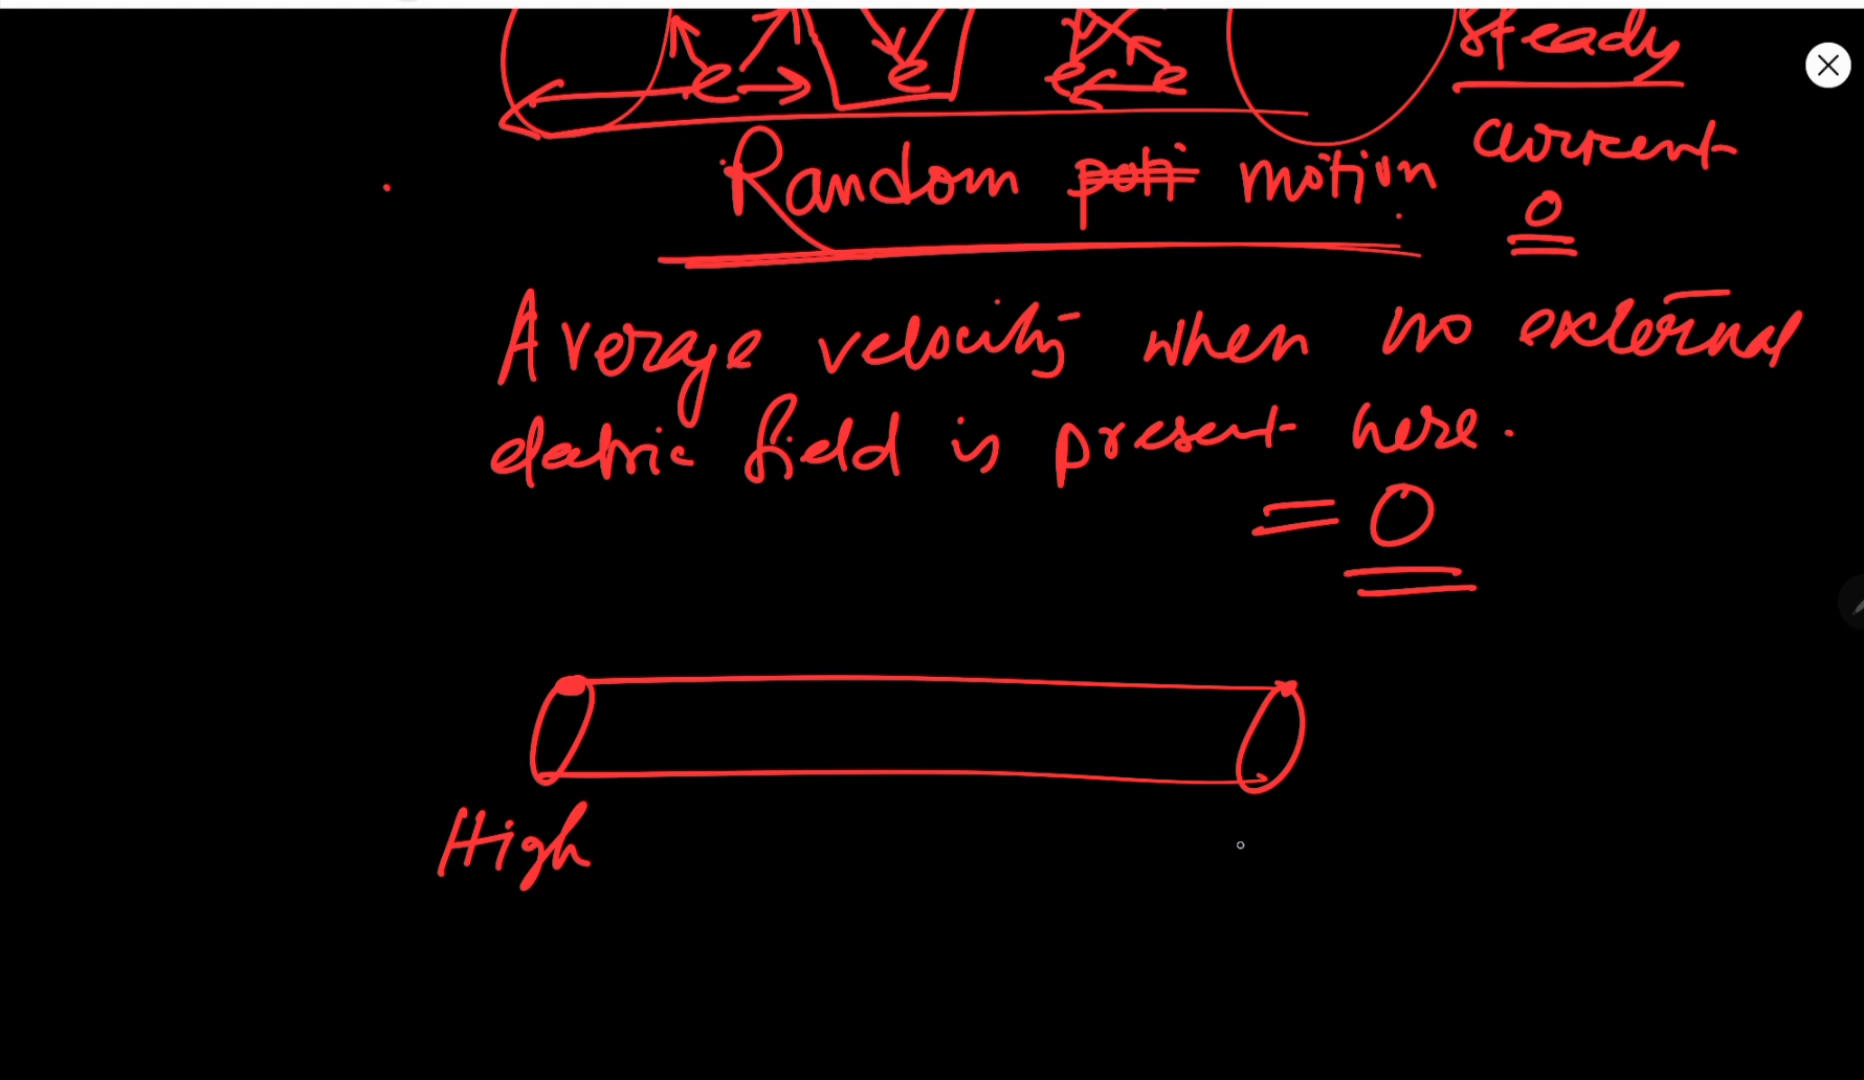 steady
e e e e
current
Random poti motion
0
Average velocity when no external
electric field is present here.
= 0
High